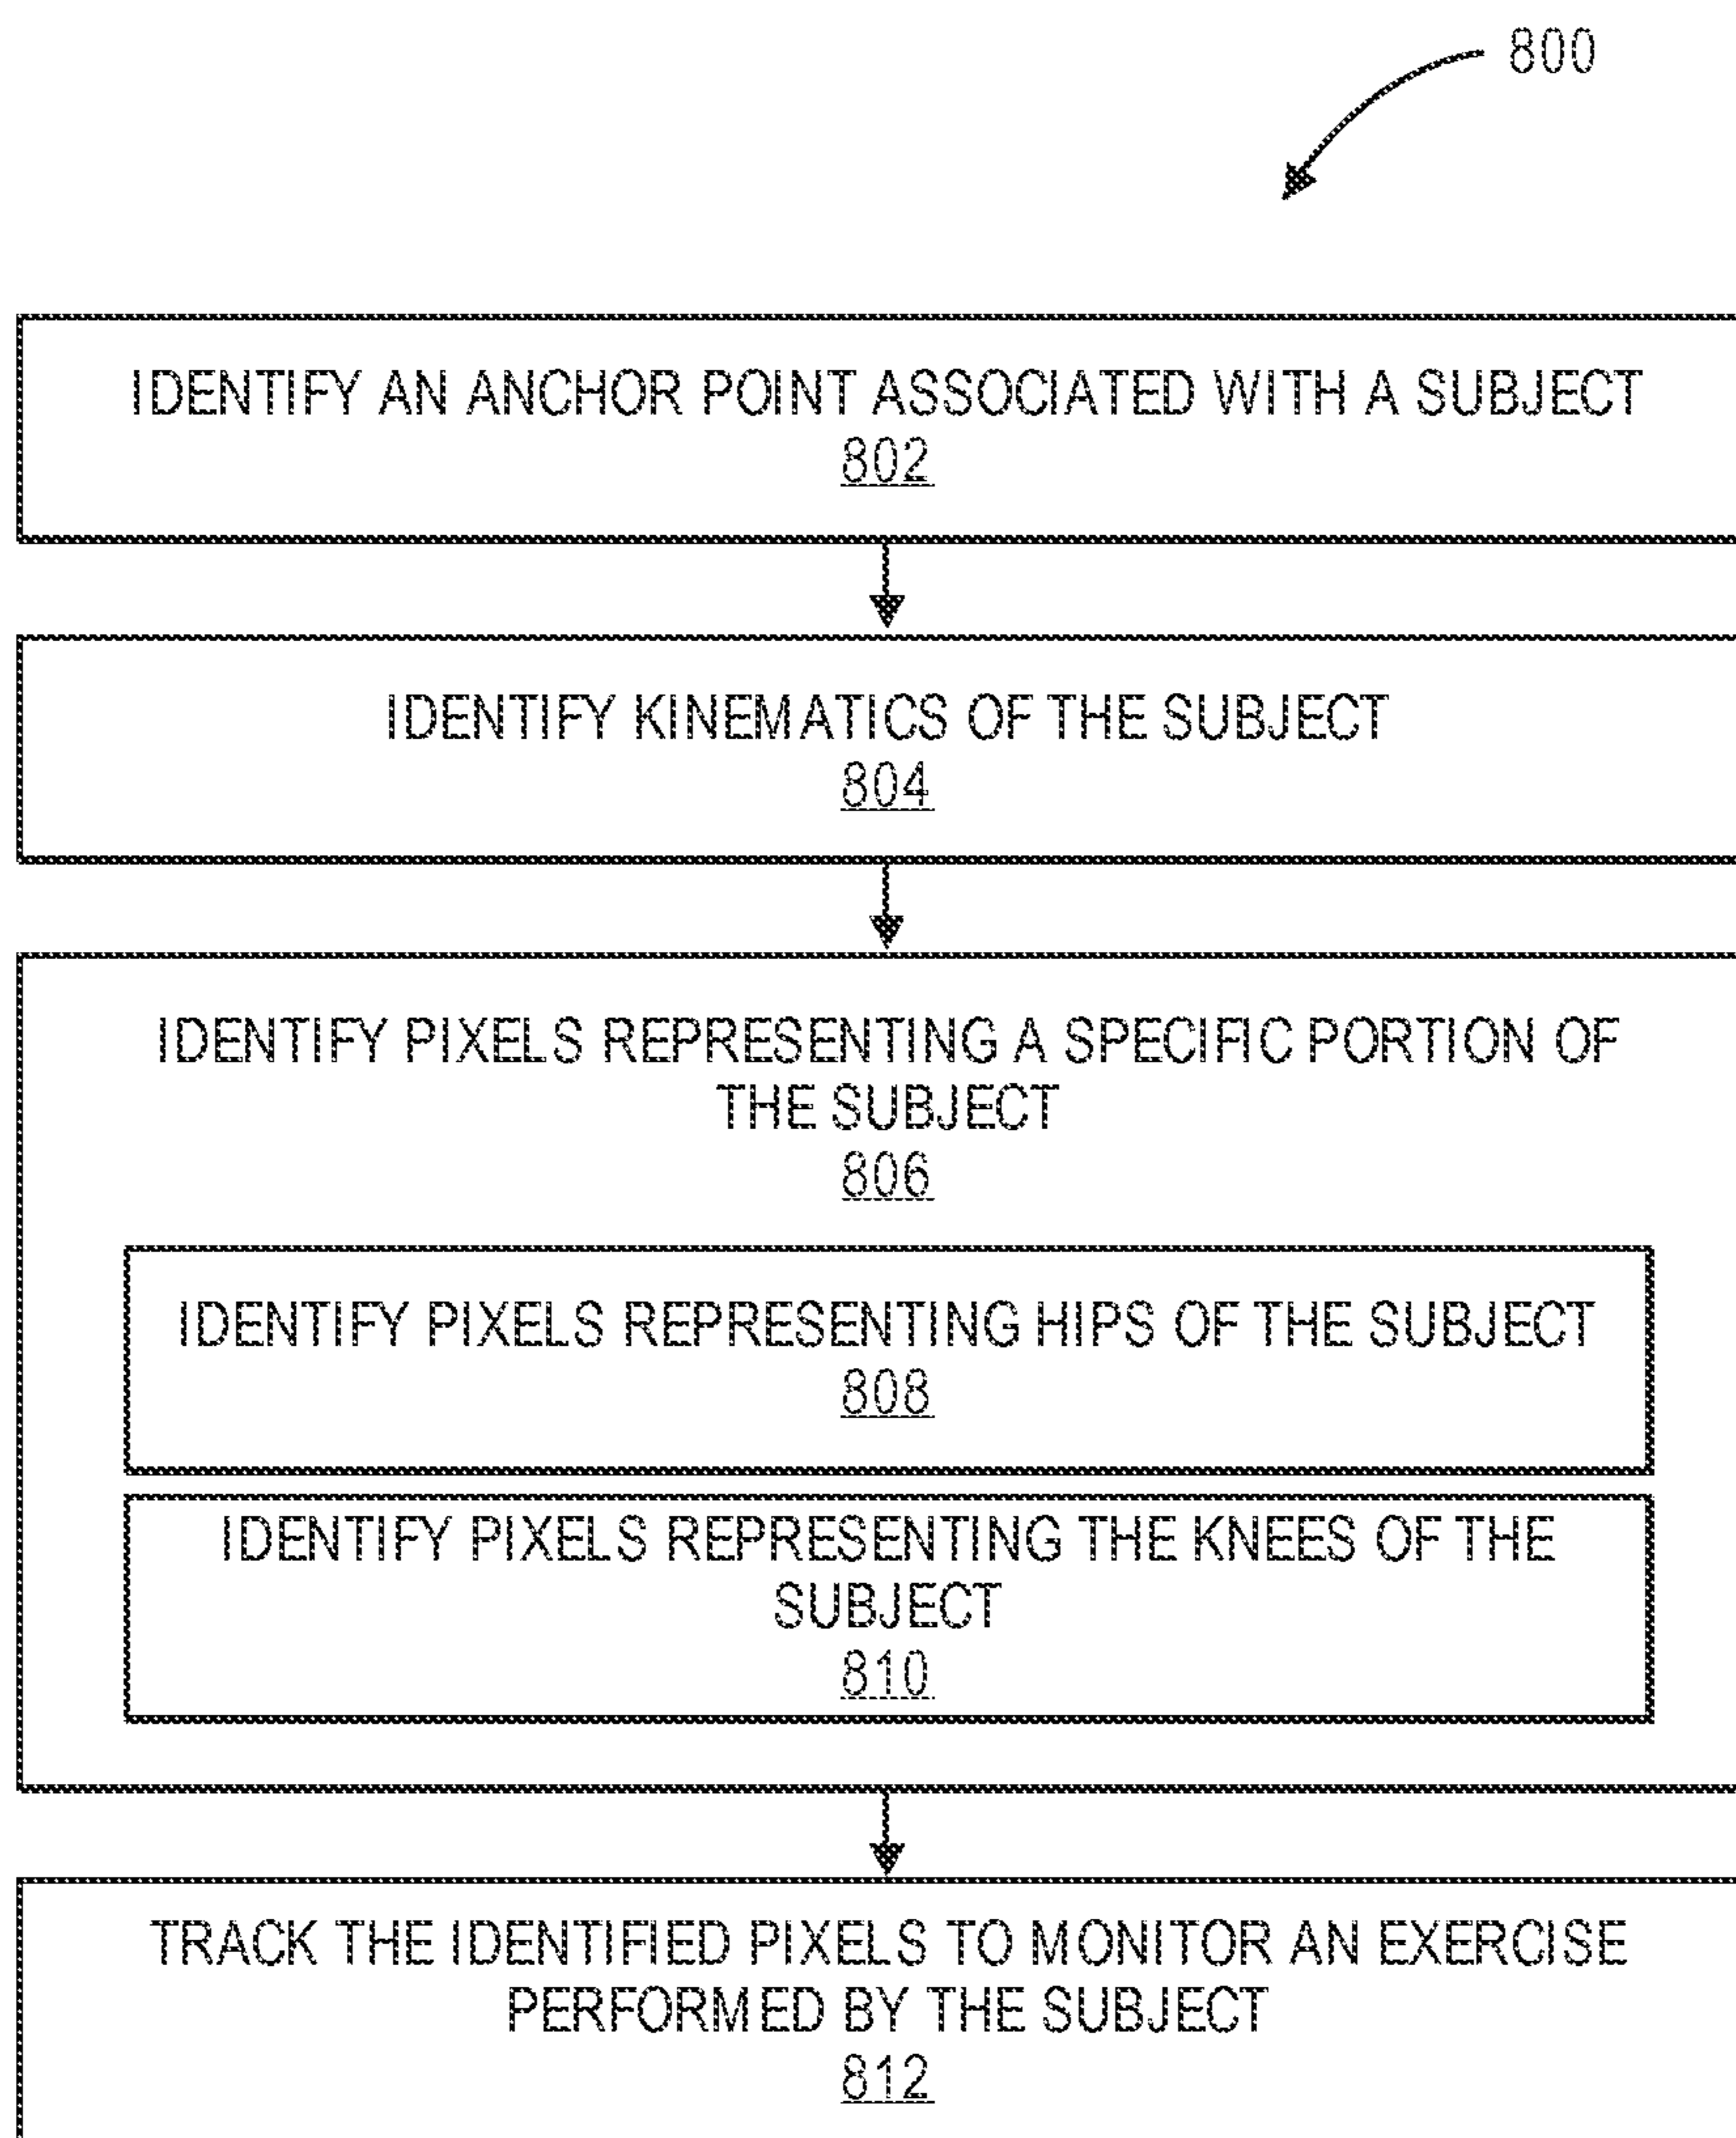 800
IDENTIFY AN ANCHOR POINT ASSOCIATED WITH A SUBJECT
802
IDENTIFY KINEMATICS OF THE SUBJECT
804
IDENTIFY PIXELS REPRESENTING A SPECIFIC PORTION OF
THE SUBJECT
806
IDENTIFY PIXELS REPRESENTING HIPS OF THE SUBJECT
808
IDENTIFY PIXELS REPRESENTING THE KNEES OF THE
SUBJECT
810
TRACK THE IDENTIFIED PIXELS TO MONITOR AN EXERCISE
PERFORMED BY THE SUBJECT
812